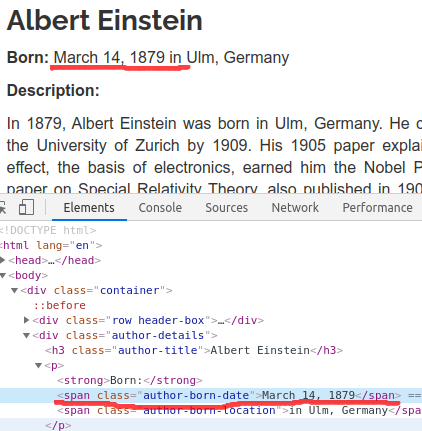 Albert Einstein
Born: March 14, 1879 in Ulm, Germany
Description:
In 1879, Albert Einstein was born in Ulm, Germany. He
the University of Zurich by 1909. His 1905 paper
effect, the basis of electronics, earned him the Nobel
paper on Special Relativity Theory, also published in
Elements Console Sources Network Performance
<!DOCTYPE html>
<html lang="en">
<head>…</head>
<body>
<div class="container">
::before
<div class="row header-box">…</div>
<div class="author-details">
<h3 class="author-title">Albert Einstein</h3>
<p>
<strong>Born:</strong>
<span class="author-born-date">March 14, 1879</span> ==
<span class="author-born-location">in Ulm, Germany</spa
</p>